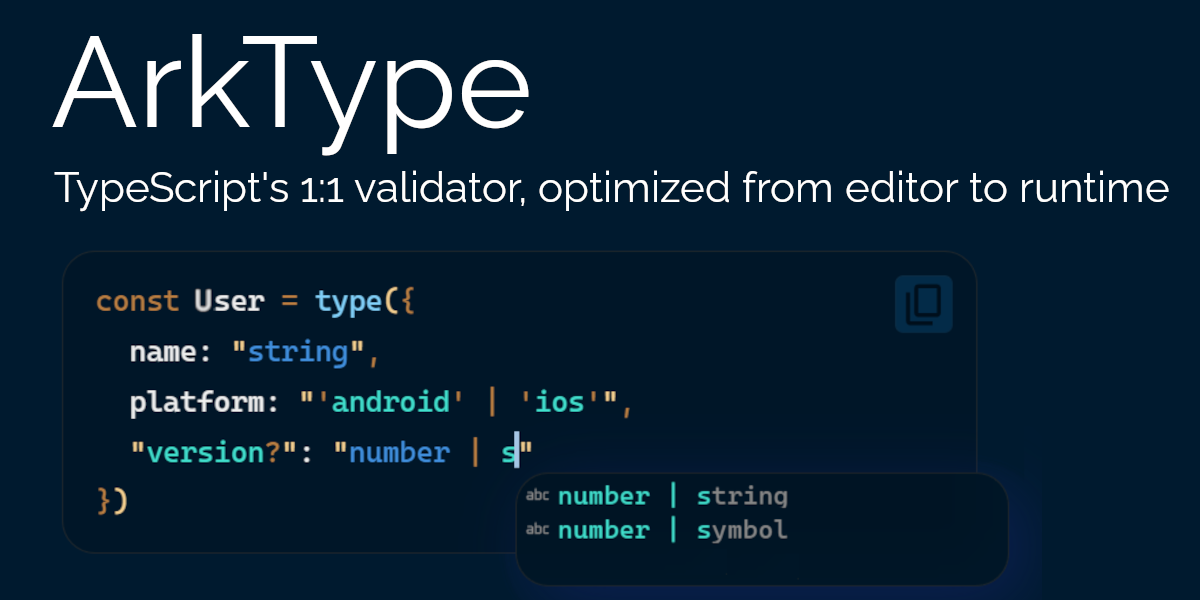 ArkType
TypeScript's 1:1 validator, optimized from editor to runtime
const User = type({
name: "string",
platform: "'android' | 'ios'",
"version?": "number | s"
})
abc number | string
abc number | symbol